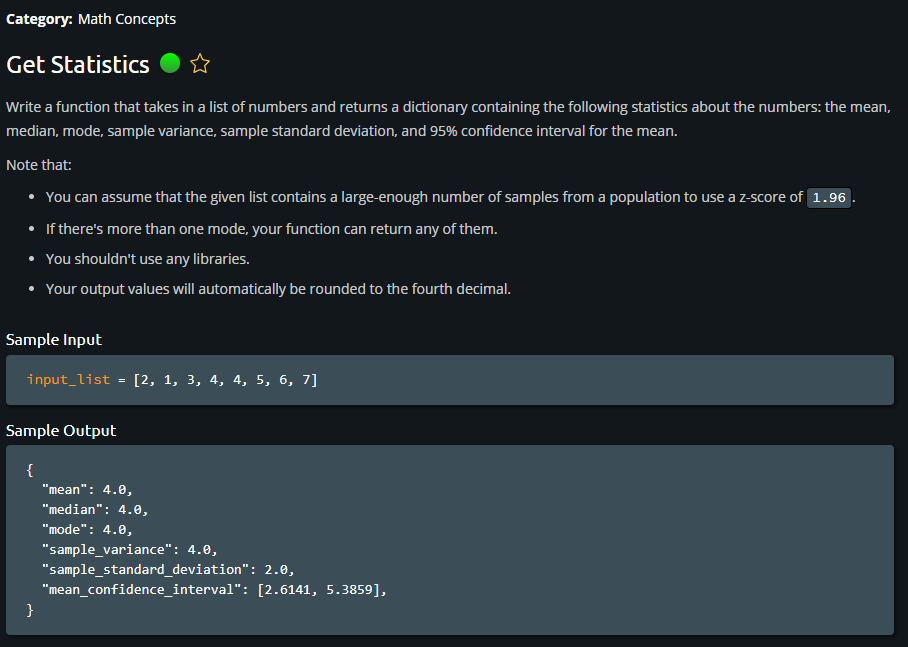 Category: Math Concepts
Get Statistics
Write a function that takes in a list of numbers and returns a dictionary containing the following statistics about the numbers: the mean,
median, mode, sample variance, sample standard deviation, and 95% confidence interval for the mean.
Note that:
• You can assume that the given list contains a large-enough number of samples from a population to use a z-score of 1.96.
• If there's more than one mode, your function can return any of them.
• You shouldn't use any libraries.
• Your output values will automatically be rounded to the fourth decimal.
Sample Input
input_list = [2, 1, 3, 4, 4, 5, 6, 7]
Sample Output
{
"mean": 4.0,
"median": 4.0,
"mode": 4.0,
"sample_variance": 4.0,
"sample_standard_deviation": 2.0,
"mean_confidence_interval": [2.6141, 5.3859],
}